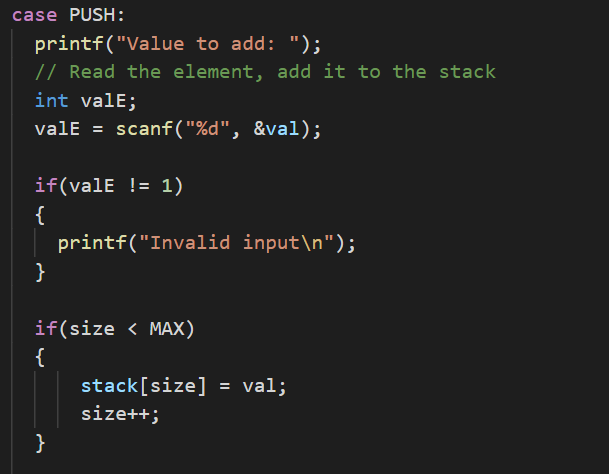 case PUSH:
printf("Value to add: ");
// Read the element, add it to the stack
int valE;
valE = scanf("%d", &val);
if(valE != 1)
{
printf("Invalid input\n");
}
if(size < MAX)
{
stack[size] = val;
size++;
}